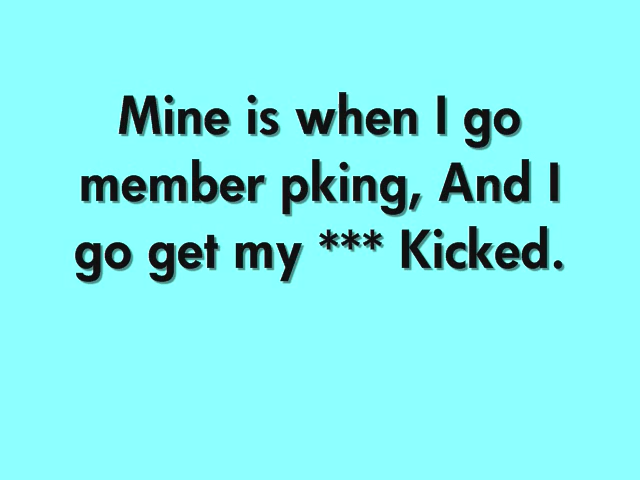 Mine is when I go
member pking, And I
go get my *** Kicked.